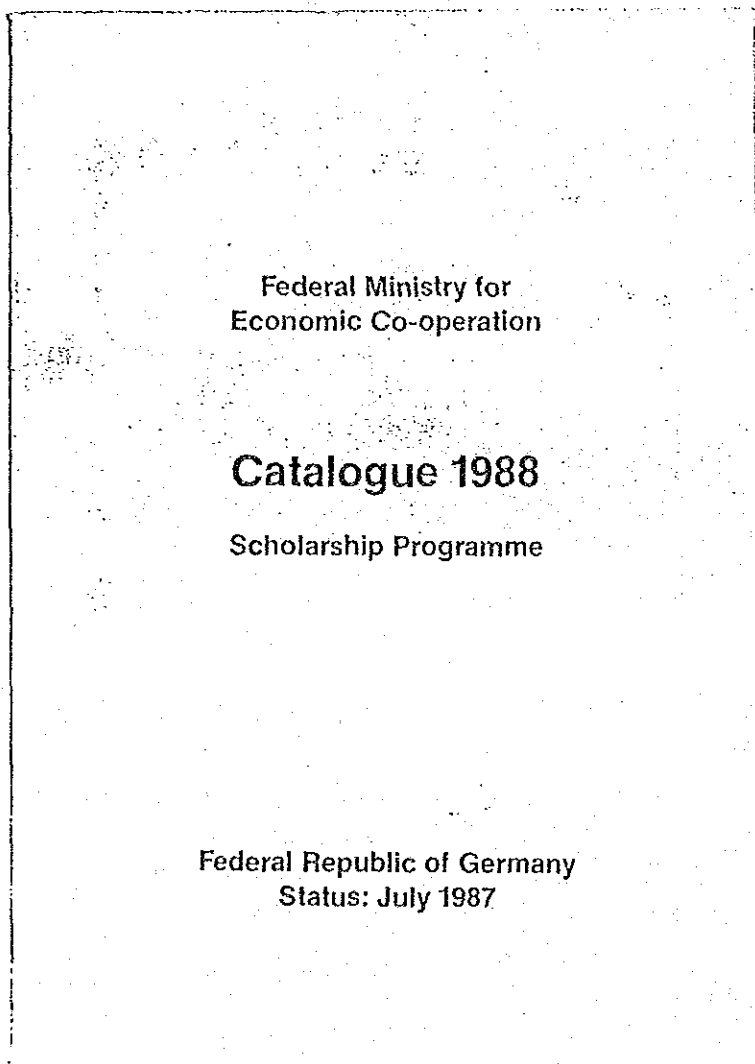 Federal Ministry for
Economic Co-operation
Catalogue 1988
Scholarship Programme
Federal Republic of Germany
Status: July 1987